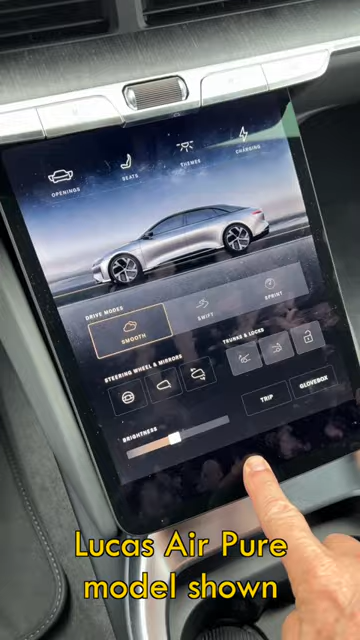 OPENINGS
SEATS
THEMES
CHARGING
DRIVE MODES
SMOOTH
SWIFT
SPRINT
STEERING WHEEL & MIRRORS
TRUNKS & LOCKS
TRIP
GLOVEBOX
BRIGHTNESS
Lucas Air Pure
model shown